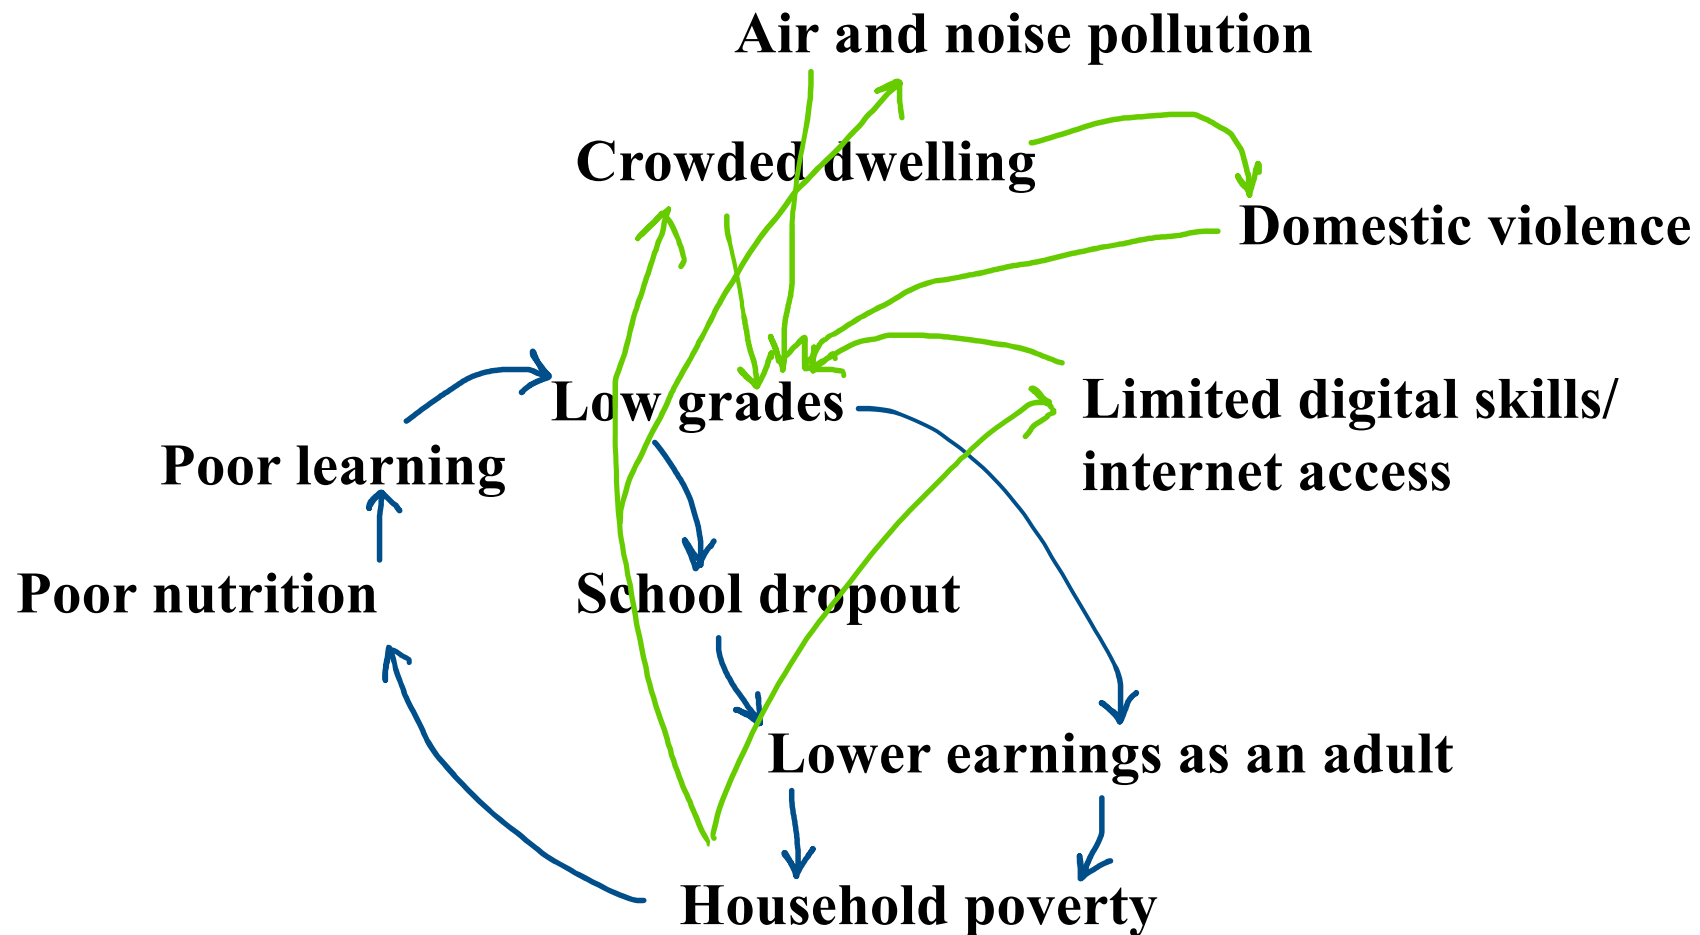 Air and noise pollution
Crowded dwelling
Domestic violence
Low grades
Limited digital skills/
internet access
Poor learning
Poor nutrition
School dropout
Lower earnings as an adult
Household poverty